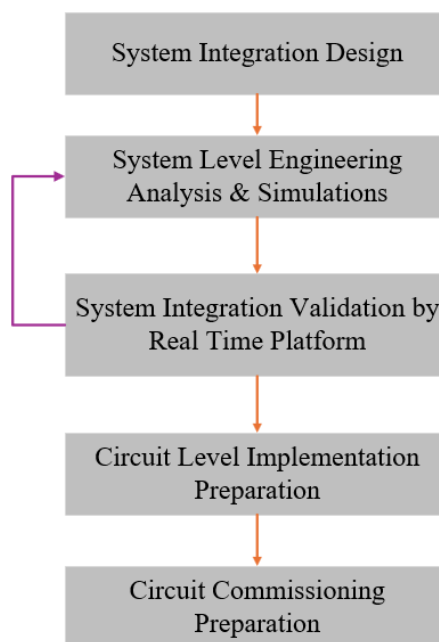 System Integration Design
System Level Engineering
Analysis & Simulations
System Integration Validation by
Real Time Platform
Circuit Level Implementation
Preparation
Circuit Commissioning
Preparation